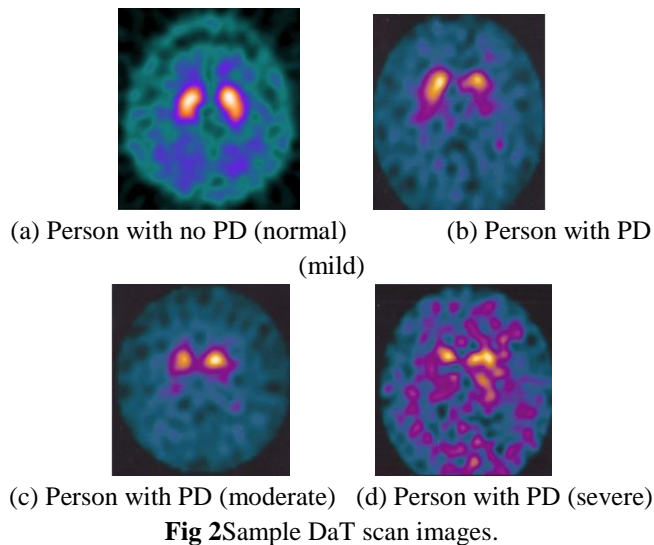 (a) Person with no PD (normal) (b) Person with PD
(mild)
(c) Person with PD (moderate) (d) Person with PD (severe)
Fig 2Sample DaT scan images.